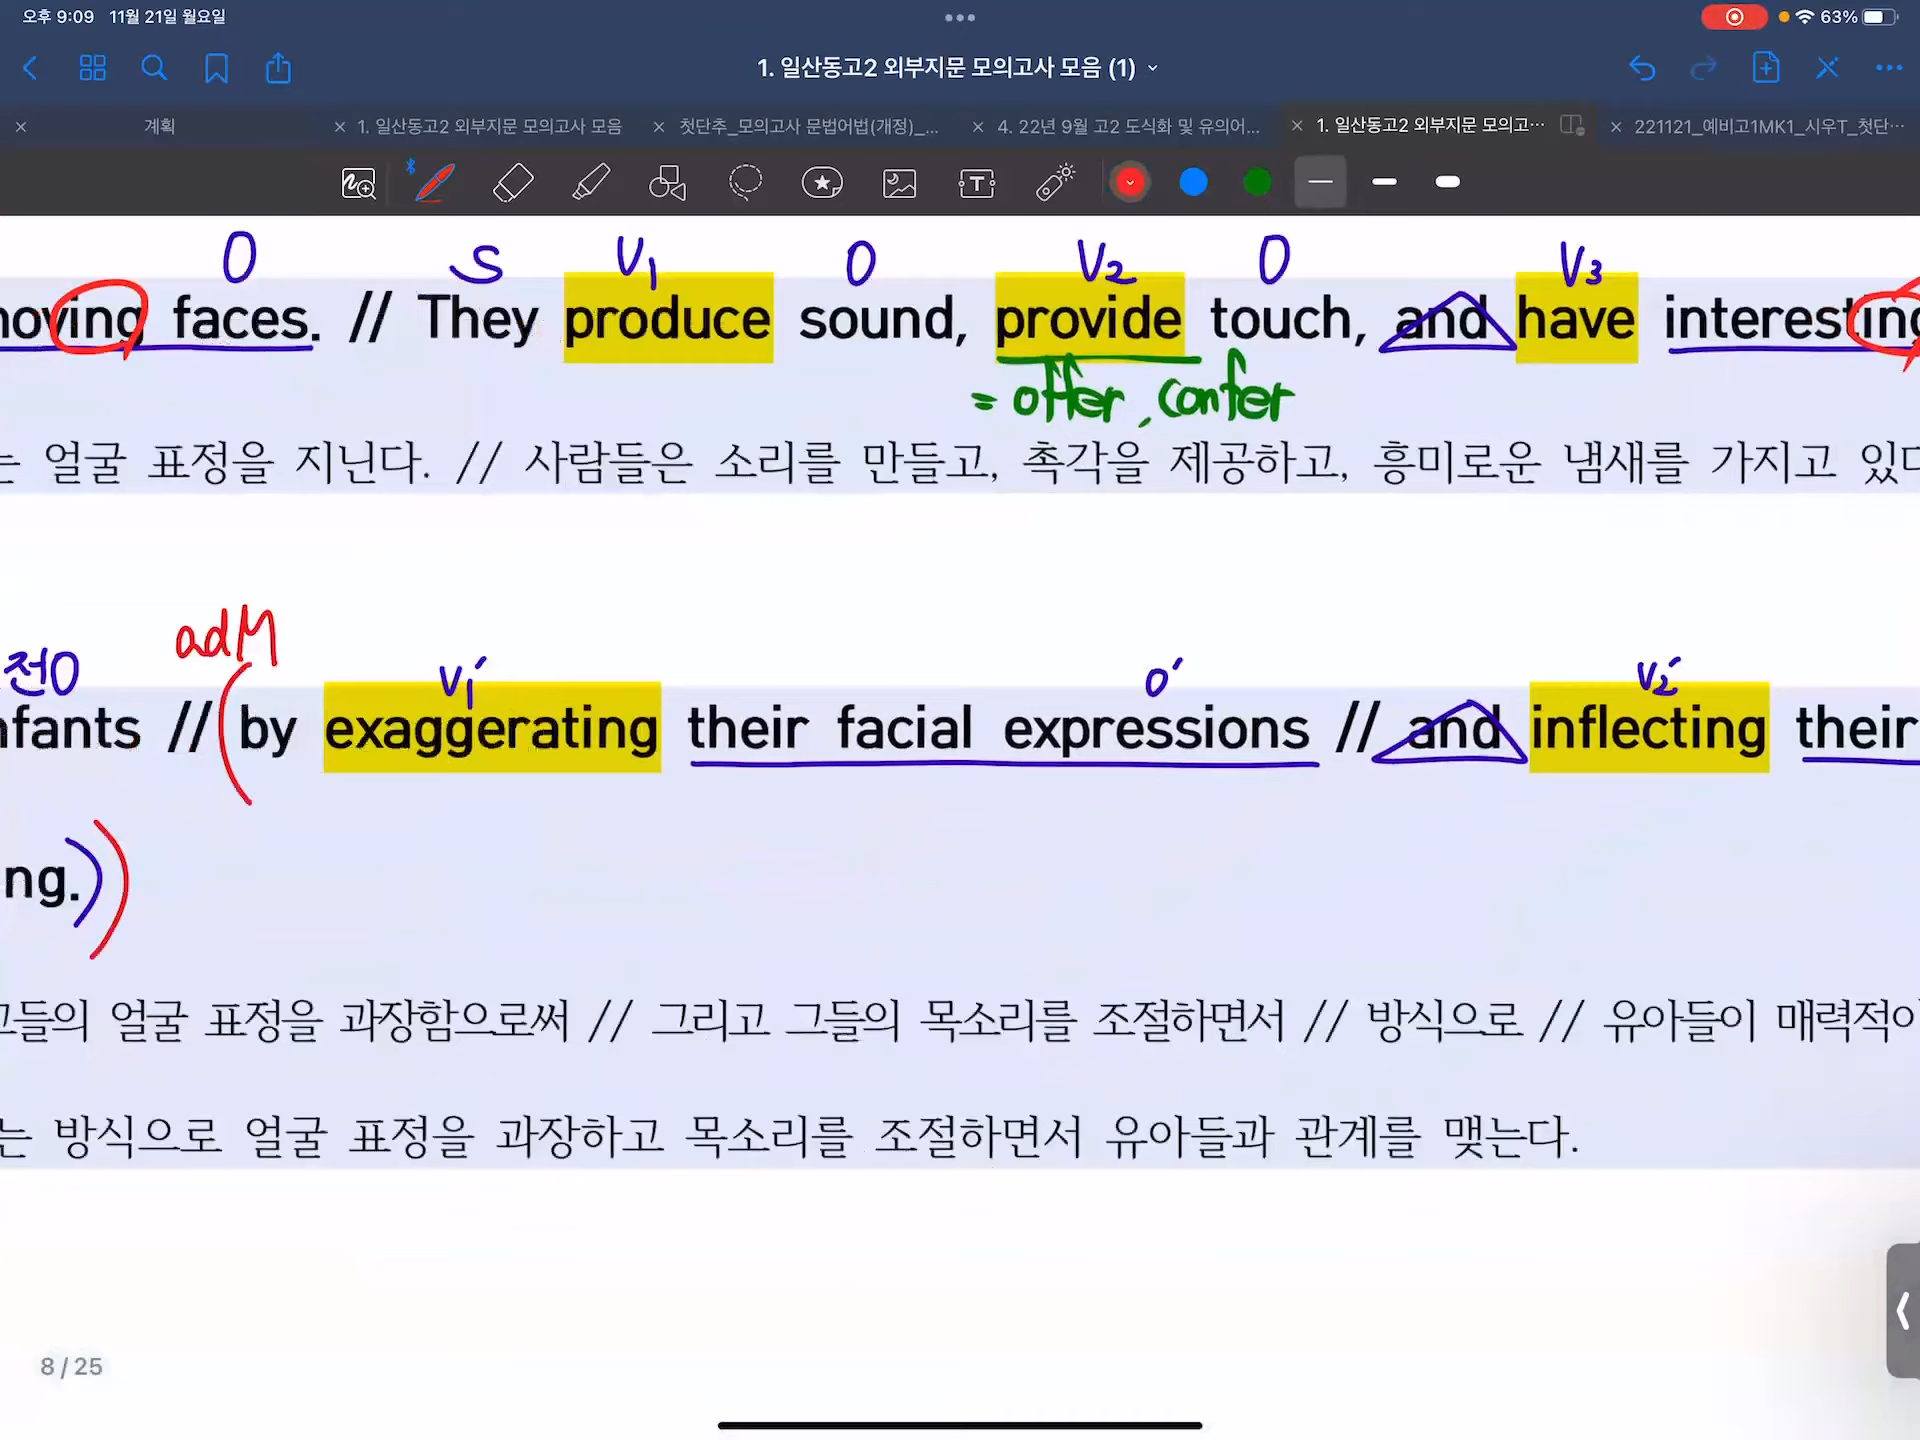 오후 9:09 11월 21일 월요일
63%
1. 일산동고2 외부지문 모의고사 모음 (1)
계획
1. 일산동고2 외부지문 모의고사 모음
첫단추_모의고사 문법어법(개정)_...
4. 22년 9월 고2 도식화 및 유의어...
1. 일산동고2 외부지문 모의고...
221121_예비고1MK1_시우T_첫단...
O S V1 O V2 O V3
oving faces. // They produce sound, provide touch, and have interesting
= offer, confer
는 얼굴 표정을 지닌다. // 사람들은 소리를 만들고, 촉각을 제공하고, 흥미로운 냄새를 가지고 있다
adM
전O V1' O' V2'
nfants // (by exaggerating their facial expressions // and inflecting their
ng.))
그들의 얼굴 표정을 과장함으로써 // 그리고 그들의 목소리를 조절하면서 // 방식으로 // 유아들이 매력적이
는 방식으로 얼굴 표정을 과장하고 목소리를 조절하면서 유아들과 관계를 맺는다.
8 / 25